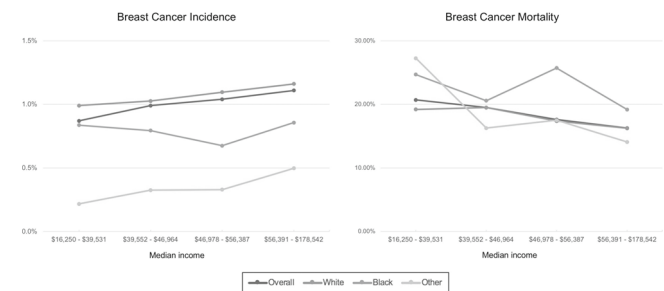 Breast Cancer Incidence
1.5%
1.0%
0.5%
0.0%
$16,250 - $39,531 $39,552 - $46,964 $46,978 - $56,387 $56,391 - $178,542
Median income
Breast Cancer Mortality
30.00%
20.00%
10.00%
0.00%
$16,250 - $39,531 $39,552 - $46,964 $46,978 - $56,387 $56,391 - $178,542
Median income
Overall White Black Other